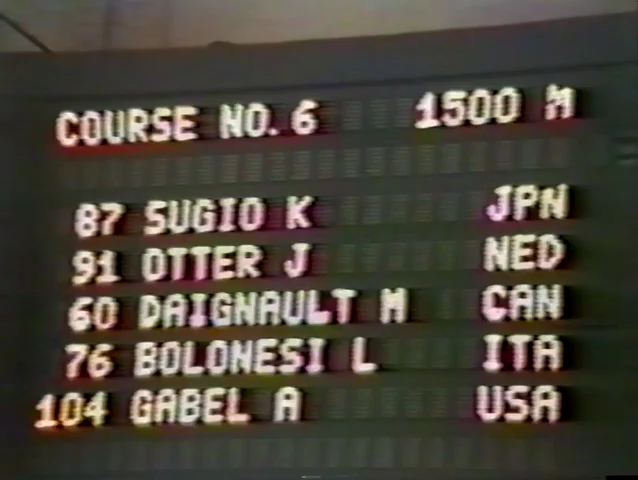 COURSE NO. 6 1500 M
87 SUGIO K JPN
91 OTTER J NED
60 DAIGNAULT M CAN
76 BOLONESI L ITA
104 GABEL A USA